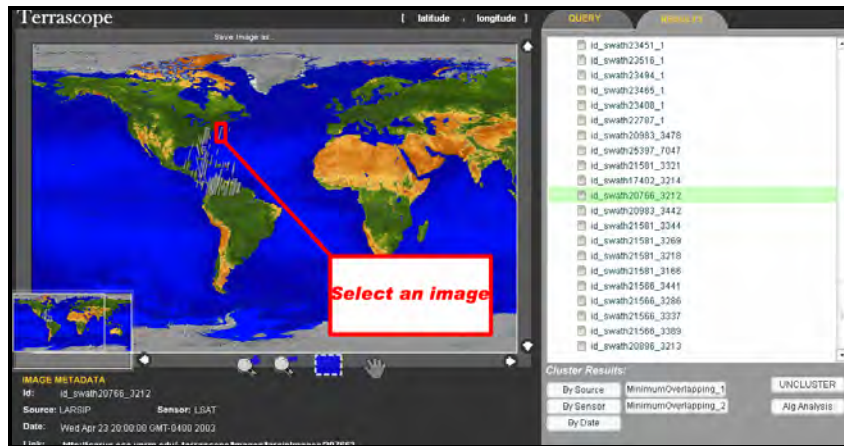 Terrascope
[ latitude , longitude ]
Save Image as...
Select an image
IMAGE METADATA
Id: id_swath20766_3212
Source: LARSIP Sensor: LSAT
Date: Wed Apr 23 20:00:00 GMT-0400 2003
Link:
QUERY
RESULTS
id_swath23451_1
id_swath23516_1
id_swath23494_1
id_swath23465_1
id_swath23408_1
id_swath22787_1
id_swath20983_3478
id_swath25397_7047
id_swath21581_3321
id_swath17402_3214
id_swath20766_3212
id_swath20983_3442
id_swath21581_3344
id_swath21581_3269
id_swath21581_3218
id_swath21581_3166
id_swath21566_3441
id_swath21566_3286
id_swath21566_3337
id_swath21566_3389
id_swath20896_3213
Cluster Results:
By Source MinimumOverlapping_1 UNCLUSTER
By Sensor MinimumOverlapping_2 Alg Analysis
By Date